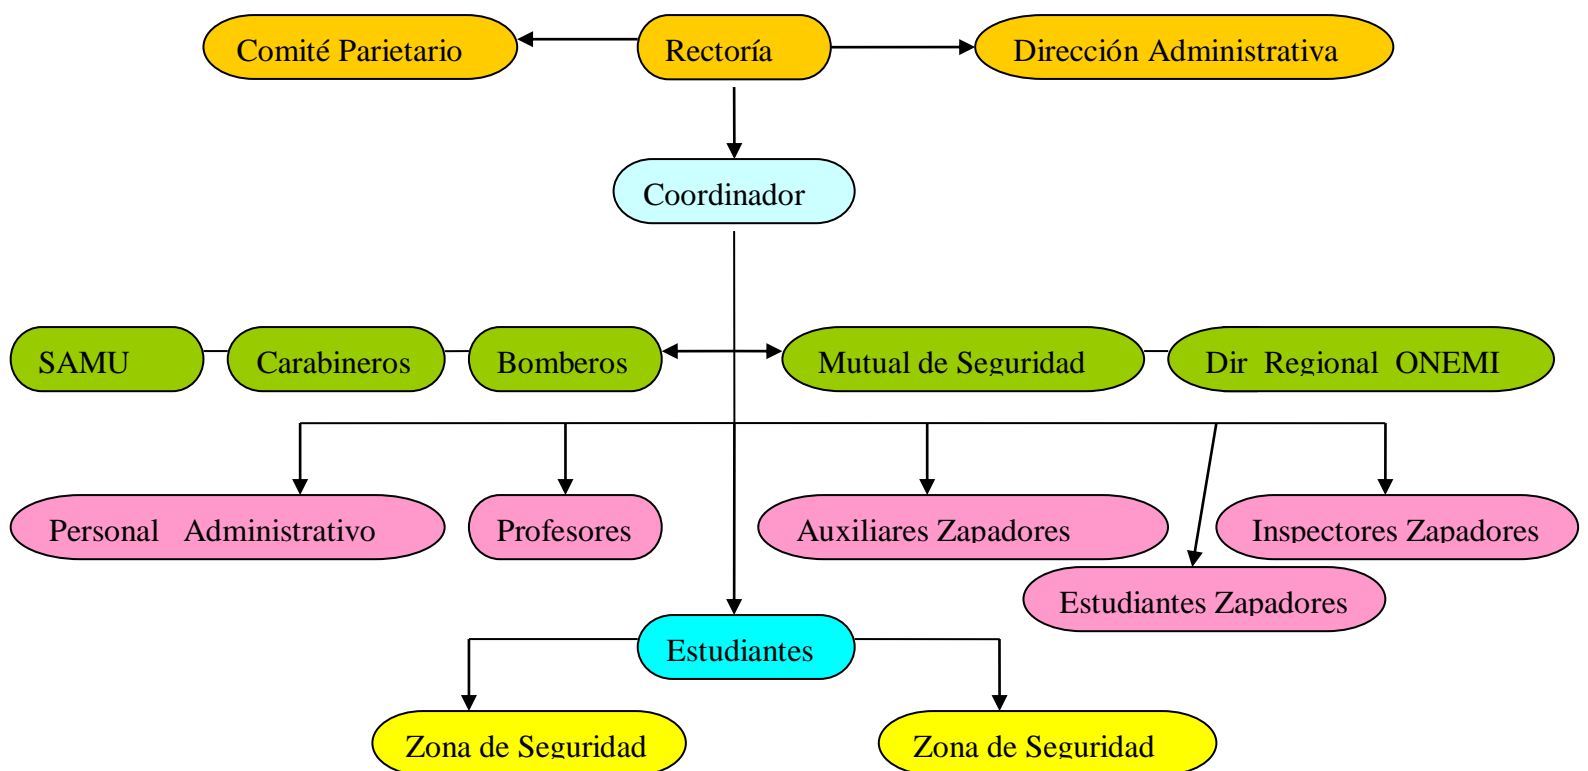 Comité Parietario
Rectoría
Dirección Administrativa
Coordinador
SAMU
Carabineros
Bomberos
Mutual de Seguridad
Dir Regional ONEMI
Personal Administrativo
Profesores
Auxiliares Zapadores
Inspectores Zapadores
Estudiantes Zapadores
Estudiantes
Zona de Seguridad
Zona de Seguridad